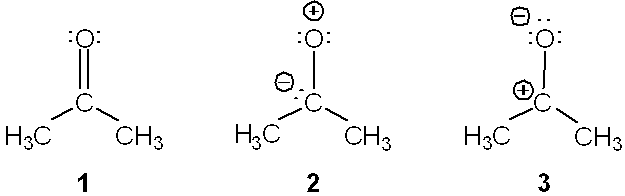 :O: :O: :O:
⊕ ⊖
⊖ ⊕
C C C
H₃C CH₃ H₃C CH₃ H₃C CH₃
1 2 3